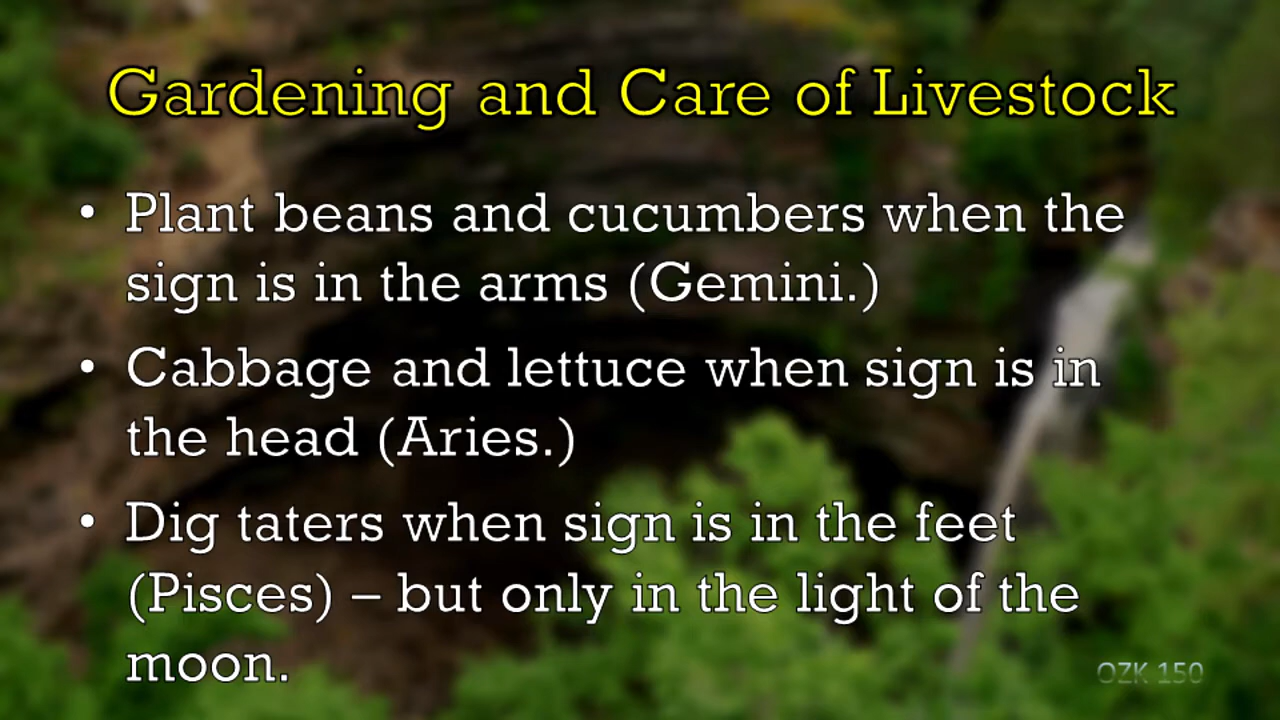 Gardening and Care of Livestock
• Plant beans and cucumbers when the
sign is in the arms (Gemini.)
• Cabbage and lettuce when sign is in
the head (Aries.)
• Dig taters when sign is in the feet
(Pisces) – but only in the light of the
moon.
OZK 150